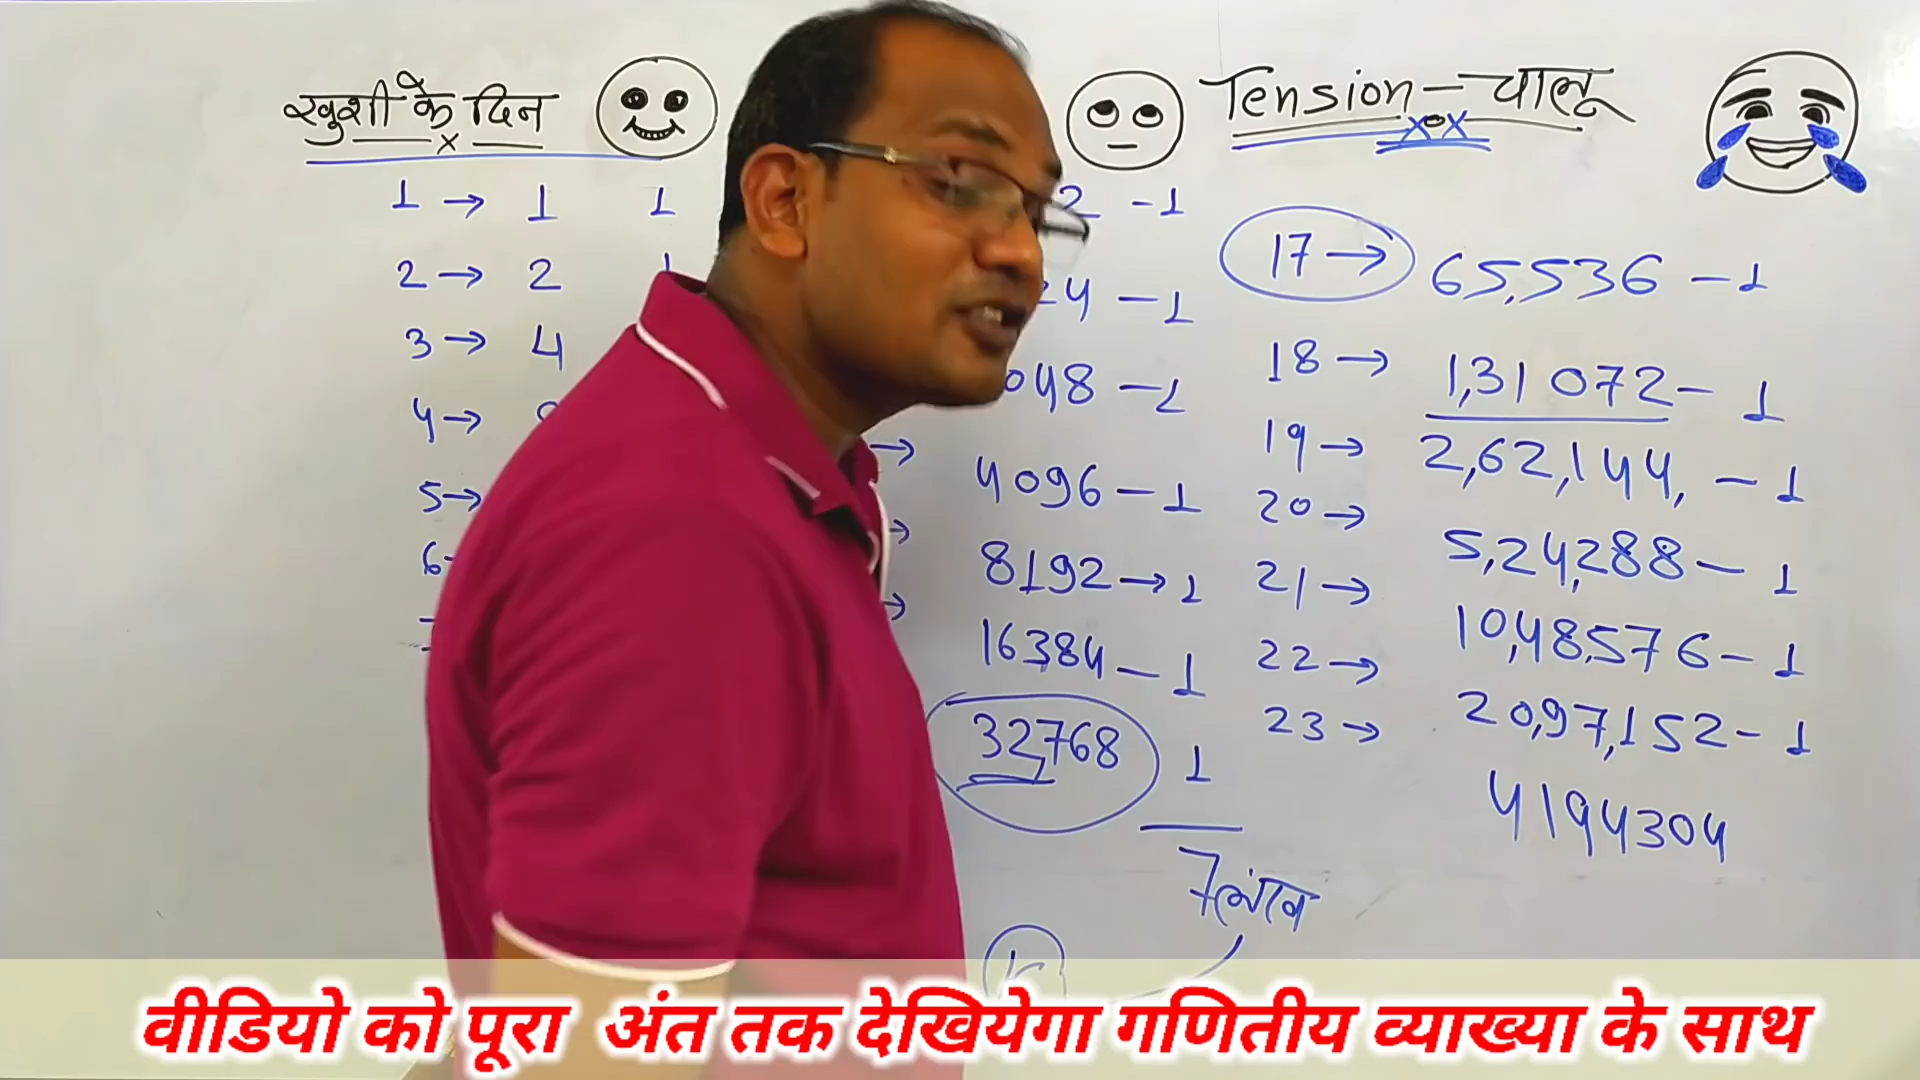 खुशी के दिन
Tension - चालू
1 → 1 1
2 → 2 1
3 → 4
4 →
5 →
6
2 - 1
24 - 1
048 - 1
→ 4096 - 1
→ 8192 → 1
→ 16384 - 1
32768 1
17 → 65,536 - 1
18 → 1,31 072 - 1
19 → 2,62,144, - 1
20 → 5,24,288 - 1
21 → 10,48,576 - 1
22 → 20,97,152 - 1
23 → 4194304
वीडियो को पूरा अंत तक देखियेगा गणितीय व्याख्या के साथ